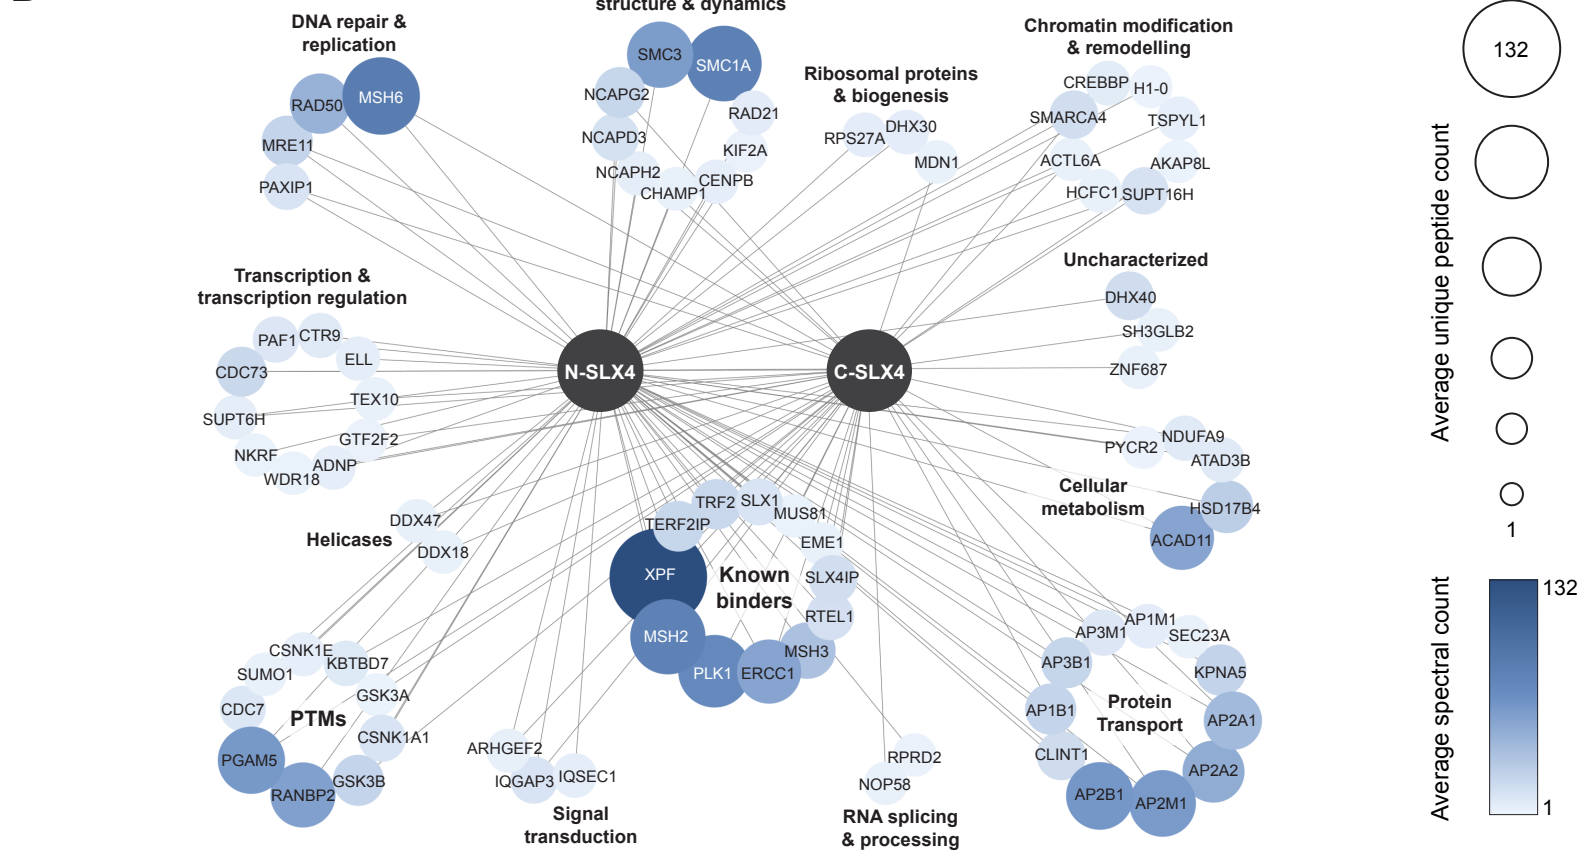 DNA repair &
replication
RAD50
MSH6
MRE11
PAXIP1
structure & dynamics
SMC3
SMC1A
NCAPG2
RAD21
NCAPD3
KIF2A
NCAPH2
CENPB
CHAMP1
Ribosomal proteins
& biogenesis
RPS27A
DHX30
MDN1
Chromatin modification
& remodelling
CREBBP
H1-0
SMARCA4
TSPYL1
ACTL6A
AKAP8L
HCFC1
SUPT16H
Uncharacterized
DHX40
SH3GLB2
ZNF687
Transcription &
transcription regulation
PAF1
CTR9
ELL
CDC73
TEX10
SUPT6H
GTF2F2
NKRF
ADNP
WDR18
N-SLX4
C-SLX4
PYCR2
NDUFA9
ATAD3B
Cellular
metabolism
HSD17B4
ACAD11
Helicases
DDX47
DDX18
TRF2
SLX1
MUS81
TERF2IP
EME1
XPF
Known
binders
SLX4IP
RTEL1
MSH2
MSH3
PLK1
ERCC1
CSNK1E
KBTBD7
SUMO1
GSK3A
CDC7
PTMs
CSNK1A1
PGAM5
GSK3B
RANBP2
ARHGEF2
IQGAP3
IQSEC1
Signal
transduction
RPRD2
NOP58
RNA splicing
& processing
AP3M1
AP1M1
SEC23A
AP3B1
KPNA5
AP1B1
Protein
Transport
AP2A1
CLINT1
AP2A2
AP2B1
AP2M1
Average unique peptide count
132
1
Average spectral count
132
1